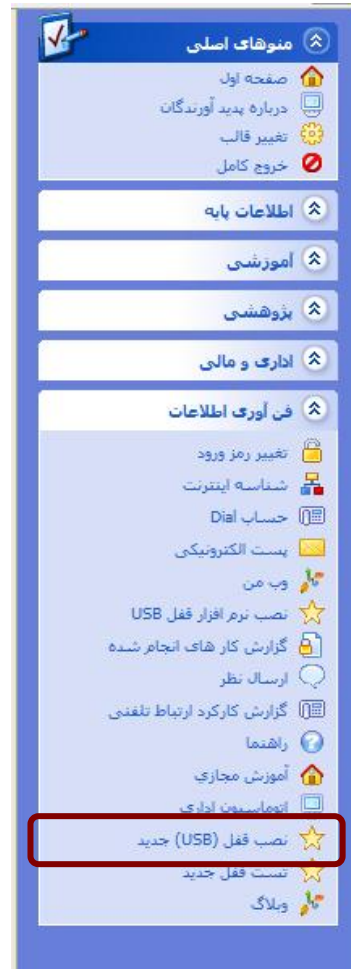 منوهای اصلی
صفحه اول
درباره پدید آورندگان
تغییر قالب
خروج کامل
اطلاعات پایه
آموزشی
پژوهشی
اداری و مالی
فن آوری اطلاعات
تغییر رمز ورود
شناسه اینترنت
حساب Dial
پست الکترونیکی
وب من
نصب نرم افزار قفل USB
گزارش کار های انجام شده
ارسال نظر
گزارش کارکرد ارتباط تلفنی
راهنما
آموزش مجازي
اتوماسیون اداری
نصب قفل (USB) جدید
تست قفل جدید
وبلاگ